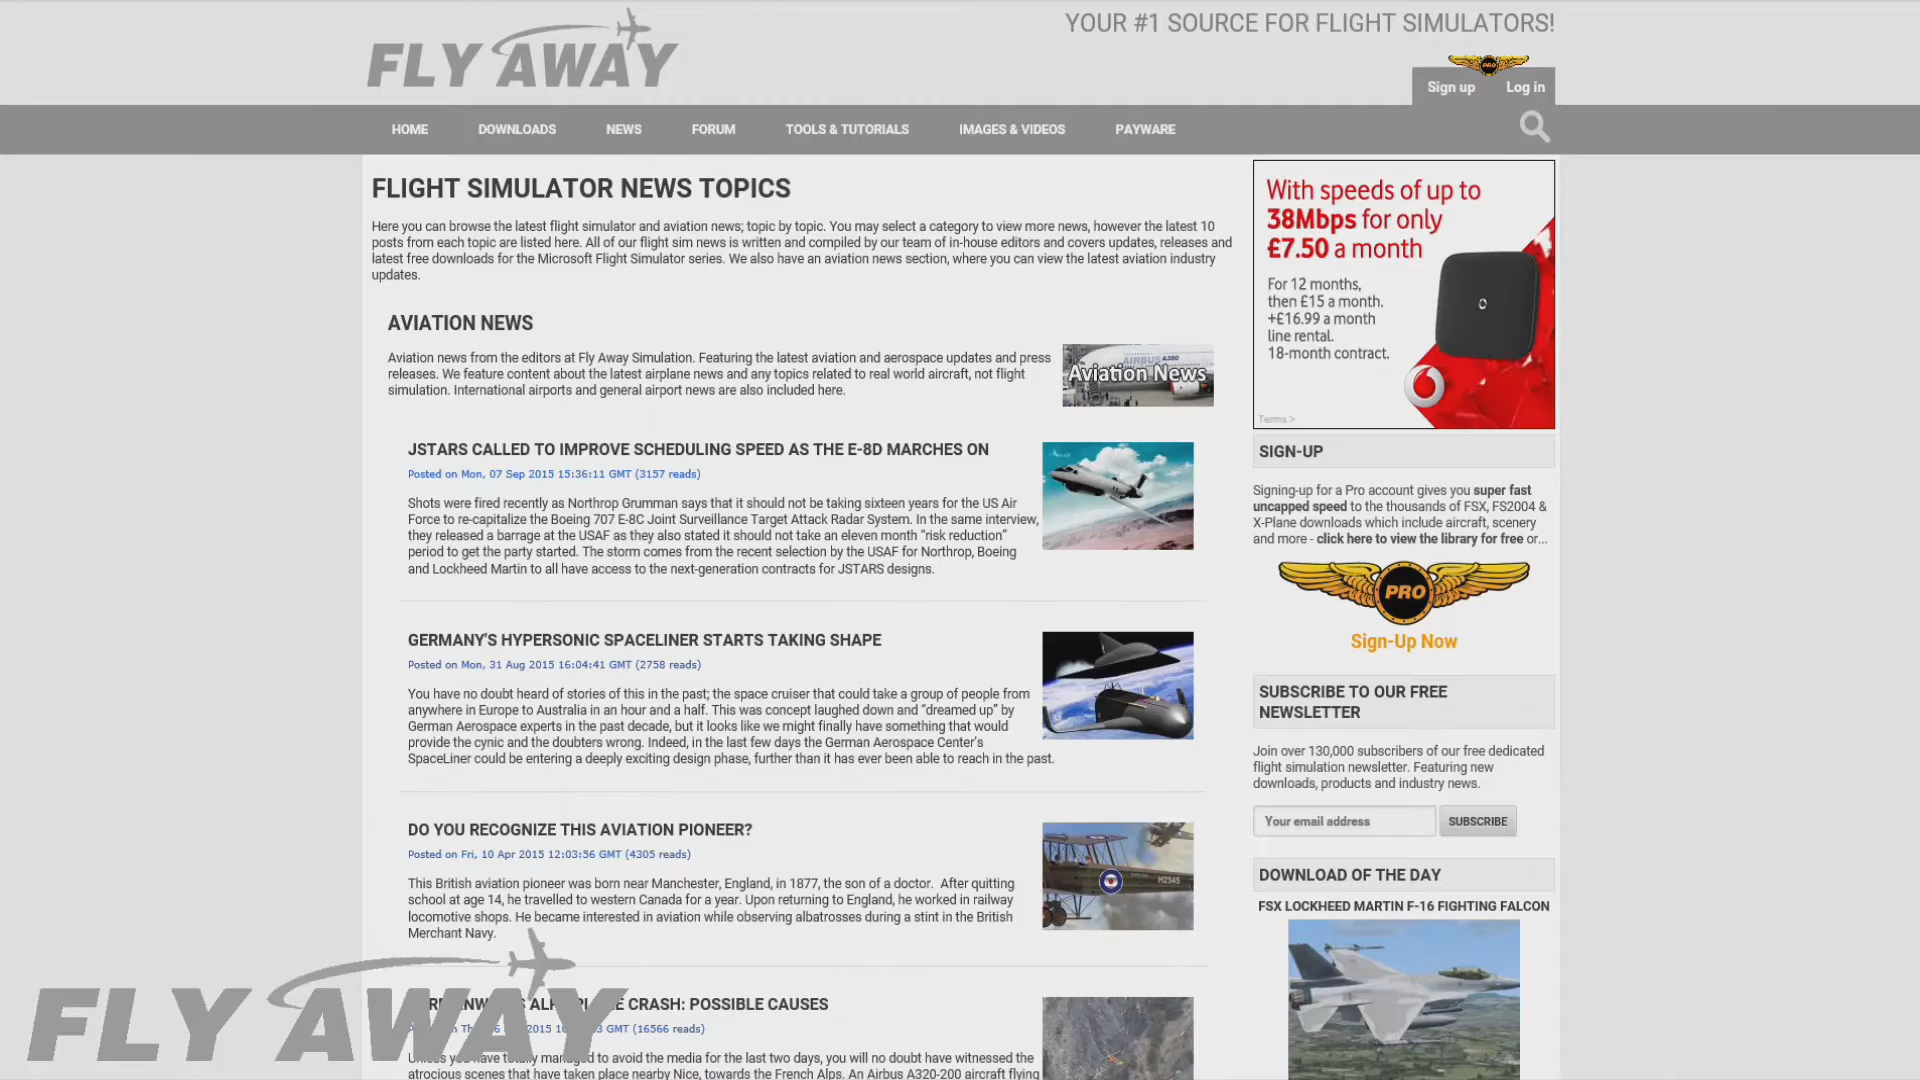 FLY AWAY
YOUR #1 SOURCE FOR FLIGHT SIMULATORS!
PRO
Sign up
Log in
HOME
DOWNLOADS
NEWS
FORUM
TOOLS & TUTORIALS
IMAGES & VIDEOS
PAYWARE
FLIGHT SIMULATOR NEWS TOPICS
Here you can browse the latest flight simulator and aviation news; topic by topic. You may select a category to view more news, however the latest 10
posts from each topic are listed here. All of our flight sim news is written and compiled by our team of in-house editors and covers updates, releases and
latest free downloads for the Microsoft Flight Simulator series. We also have an aviation news section, where you can view the latest aviation industry
updates.
AVIATION NEWS
Aviation news from the editors at Fly Away Simulation. Featuring the latest aviation and aerospace updates and press
releases. We feature content about the latest airplane news and any topics related to real world aircraft, not flight
simulation. International airports and general airport news are also included here.
AIRBUS A380
Aviation News
JSTARS CALLED TO IMPROVE SCHEDULING SPEED AS THE E-8D MARCHES ON
Posted on Mon, 07 Sep 2015 15:36:11 GMT (3157 reads)
Shots were fired recently as Northrop Grumman says that it should not be taking sixteen years for the US Air
Force to re-capitalize the Boeing 707 E-8C Joint Surveillance Target Attack Radar System. In the same interview,
they released a barrage at the USAF as they also stated it should not take an eleven month “risk reduction”
period to get the party started. The storm comes from the recent selection by the USAF for Northrop, Boeing
and Lockheed Martin to all have access to the next-generation contracts for JSTARS designs.
GERMANY'S HYPERSONIC SPACELINER STARTS TAKING SHAPE
Posted on Mon, 31 Aug 2015 16:04:41 GMT (2758 reads)
You have no doubt heard of stories of this in the past; the space cruiser that could take a group of people from
anywhere in Europe to Australia in an hour and a half. This was concept laughed down and “dreamed up” by
German Aerospace experts in the past decade, but it looks like we might finally have something that would
provide the cynic and the doubters wrong. Indeed, in the last few days the German Aerospace Center's
SpaceLiner could be entering a deeply exciting design phase, further than it has ever been able to reach in the past.
DO YOU RECOGNIZE THIS AVIATION PIONEER?
Posted on Fri, 10 Apr 2015 12:03:56 GMT (4305 reads)
This British aviation pioneer was born near Manchester, England, in 1877, the son of a doctor. After quitting
school at age 14, he travelled to western Canada for a year. Upon returning to England, he worked in railway
locomotive shops. He became interested in aviation while observing albatrosses during a stint in the British
Merchant Navy.
H2545
CRASH: POSSIBLE CAUSES
2015
GMT (16566 reads)
you have totally managed to avoid the media for the last two days, you will no doubt have witnessed the
atrocious scenes that have taken place nearby Nice, towards the French Alps. An Airbus A320-200 aircraft flying
FLY AWAY
With speeds of up to
38Mbps for only
£7.50 a month
For 12 months,
then £15 a month.
+£16.99 a month
line rental.
18-month contract.
Terms >
SIGN-UP
Signing-up for a Pro account gives you super fast
uncapped speed to the thousands of FSX, FS2004 &
X-Plane downloads which include aircraft, scenery
and more - click here to view the library for free or...
PRO
Sign-Up Now
SUBSCRIBE TO OUR FREE
NEWSLETTER
Join over 130,000 subscribers of our free dedicated
flight simulation newsletter. Featuring new
downloads, products and industry news.
Your email address
SUBSCRIBE
DOWNLOAD OF THE DAY
FSX LOCKHEED MARTIN F-16 FIGHTING FALCON